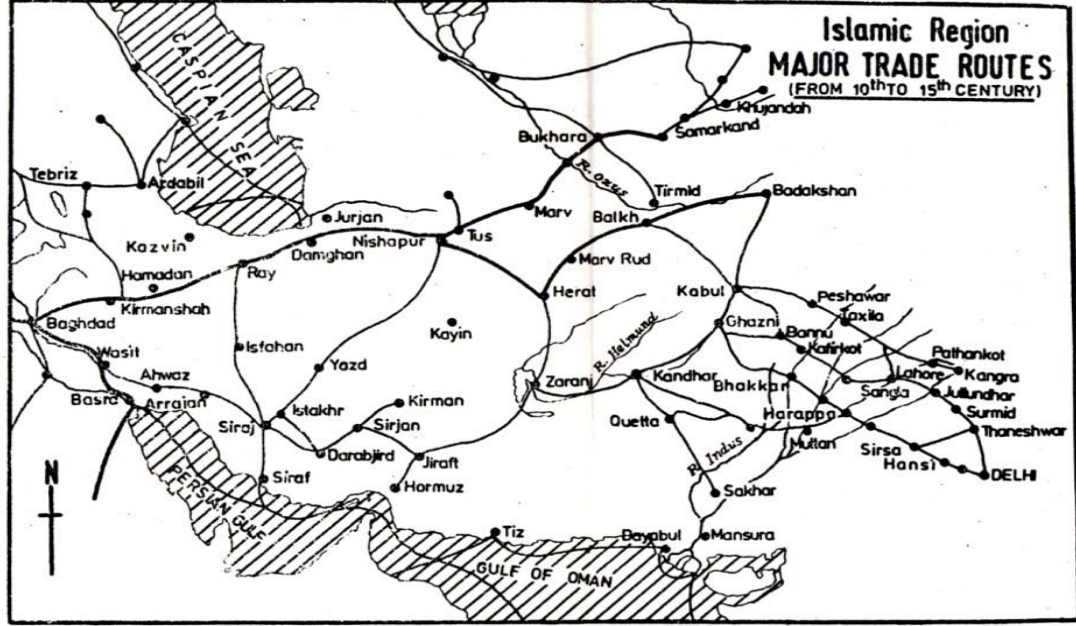 Islamic Region
MAJOR TRADE ROUTES
(FROM 10th TO 15th CENTURY)
CASPIAN SEA
Khujandah
Samarkand
Bukhara
R. oxus
Tebriz
Ardabil
Tirmid
Badakshan
Jurjan
Marv
Balkh
Kazvin
Nishapur
Tus
Damghan
Hamadan
Ray
Marv Rud
Kirmanshah
Herat
Kabul
Peshawar
Baghdad
Kayin
Ghazni
Taxila
R. Helmund
Bannu
Wasit
Isfahan
Kafirkot
Yazd
Pathankot
Ahwaz
Zaranj
Kandhar
Lahore
Kangra
Bhakkar
Sangla
Basra
Arrajan
Kirman
Jullundhar
Istakhr
Harappa
Surmid
Siraj
Sirjan
Quetta
Multan
Thaneshwar
Sirsa
Darabjird
Jiraft
R. Indus
Hansi
N
Siraf
Hormuz
Sakhar
DELHI
PERSIAN GULF
Tiz
Dayabul
Mansura
GULF OF OMAN